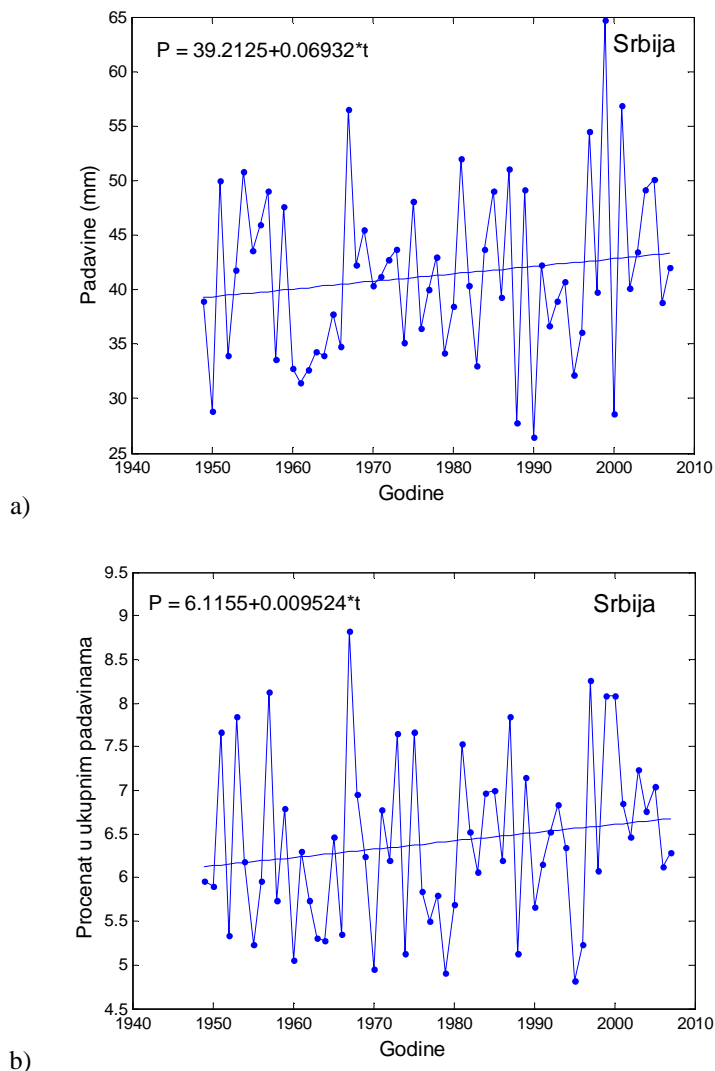 P = 39.2125+0.06932*t
Srbija
Padavine (mm)
65
60
55
50
45
40
35
30
25
1940 1950 1960 1970 1980 1990 2000 2010
Godine
a)
P = 6.1155+0.009524*t
Srbija
Procenat u ukupnim padavinama
9.5
9
8.5
8
7.5
7
6.5
6
5.5
5
4.5
1940 1950 1960 1970 1980 1990 2000 2010
Godine
b)